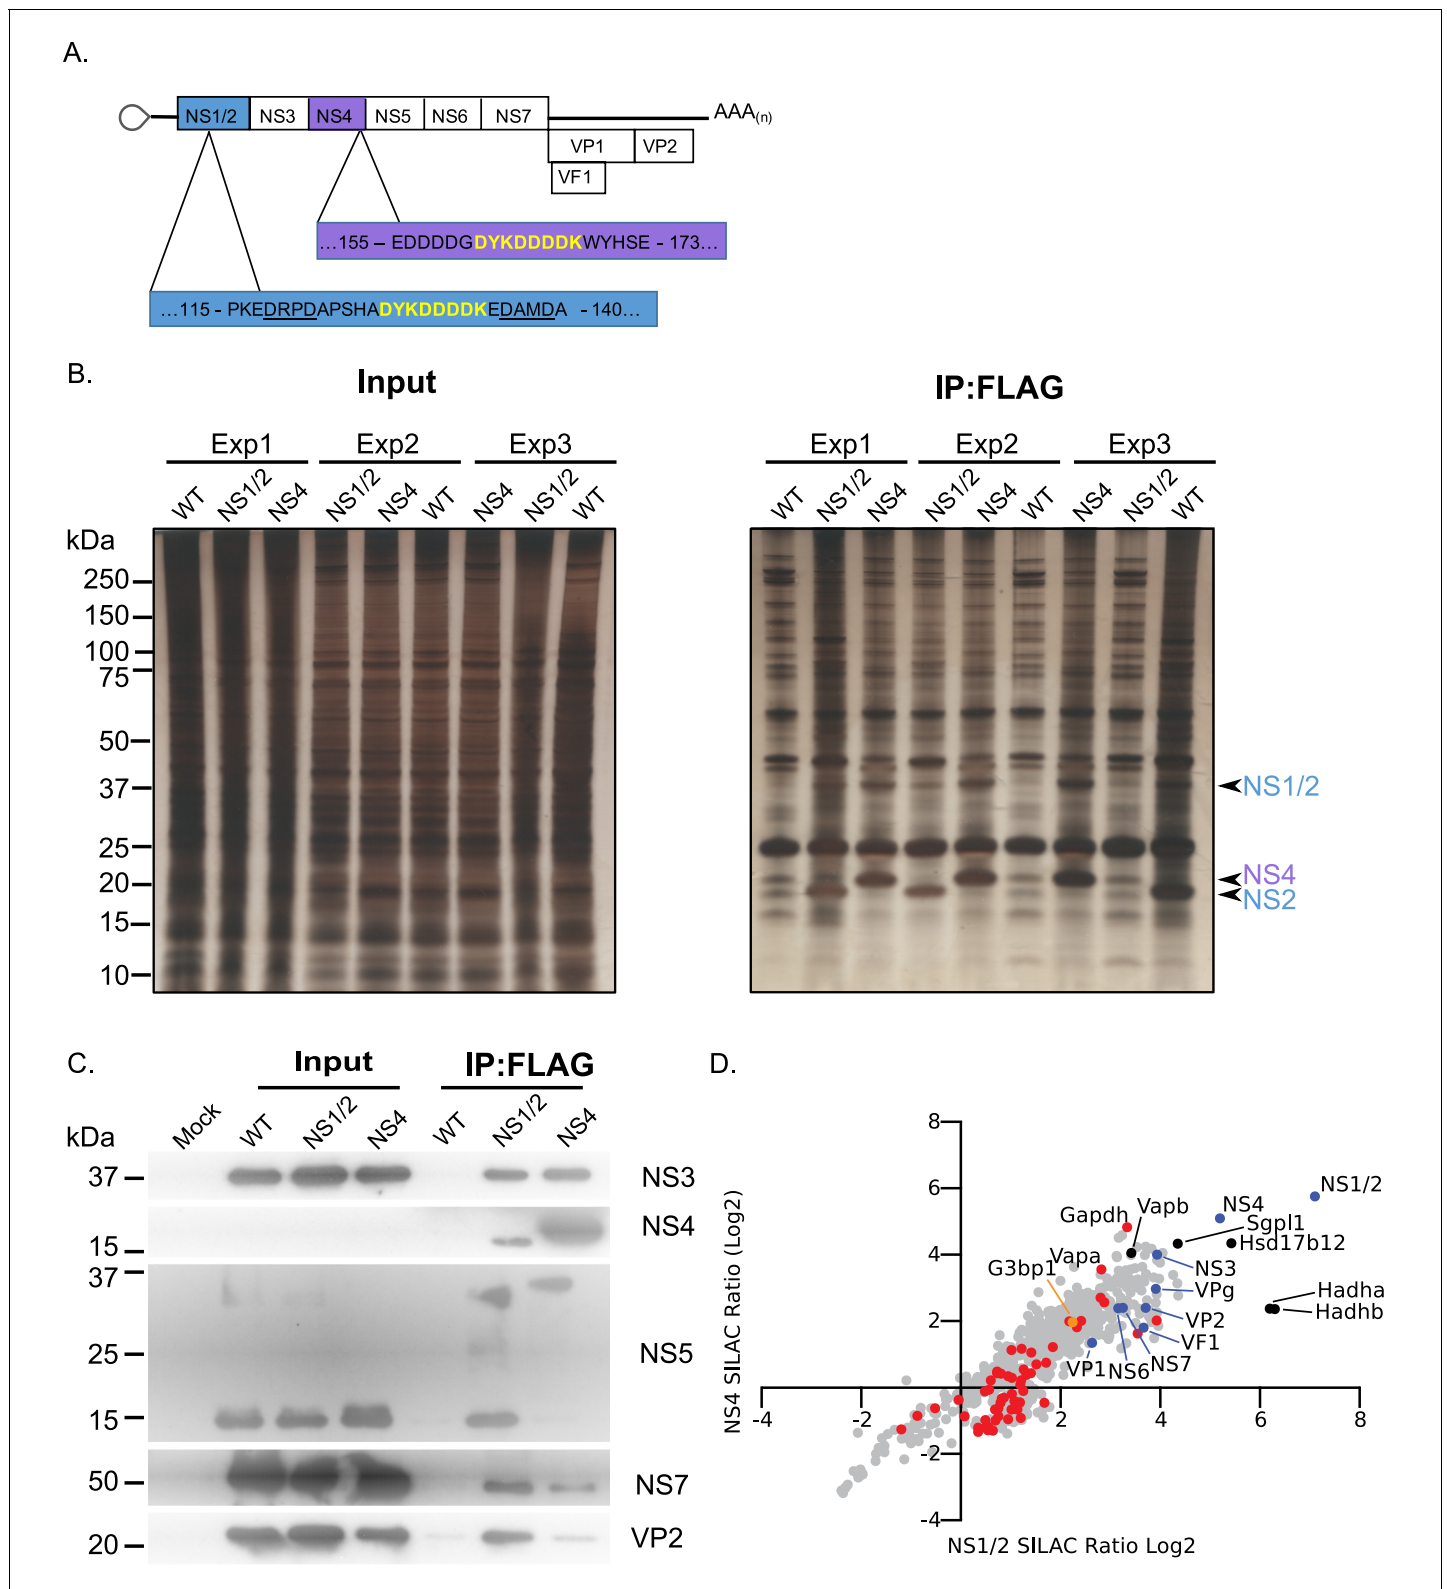 A.
NS1/2 NS3 NS4 NS5 NS6 NS7 AAA(n)
VP1 VP2
VF1
...155 – EDDDDGDYKDDDDKWYHSE - 173...
...115 - PKEDRPDAPSHADYKDDDDKEDAMDA - 140...
B.
Input
IP:FLAG
Exp1 Exp2 Exp3
Exp1 Exp2 Exp3
WT NS1/2 NS4 NS1/2 NS4 WT NS4 NS1/2 WT
WT NS1/2 NS4 NS1/2 NS4 WT NS4 NS1/2 WT
kDa
250
150
100
75
50
37
25
20
15
10
NS1/2
NS4
NS2
C.
Input IP:FLAG
Mock WT NS1/2 NS4 WT NS1/2 NS4
kDa
37 NS3
NS4
15
37
25 NS5
15
50 NS7
20 VP2
D.
NS4 SILAC Ratio (Log2)
8
6
4
2
-2
-4
-4 -2 2 4 6 8
NS1/2 SILAC Ratio Log2
NS1/2
NS4
Vapb
Gapdh
Sgpl1
Hsd17b12
Vapa
G3bp1
NS3
VPg
Hadha
Hadhb
VP2
VF1
VP1 NS6 NS7